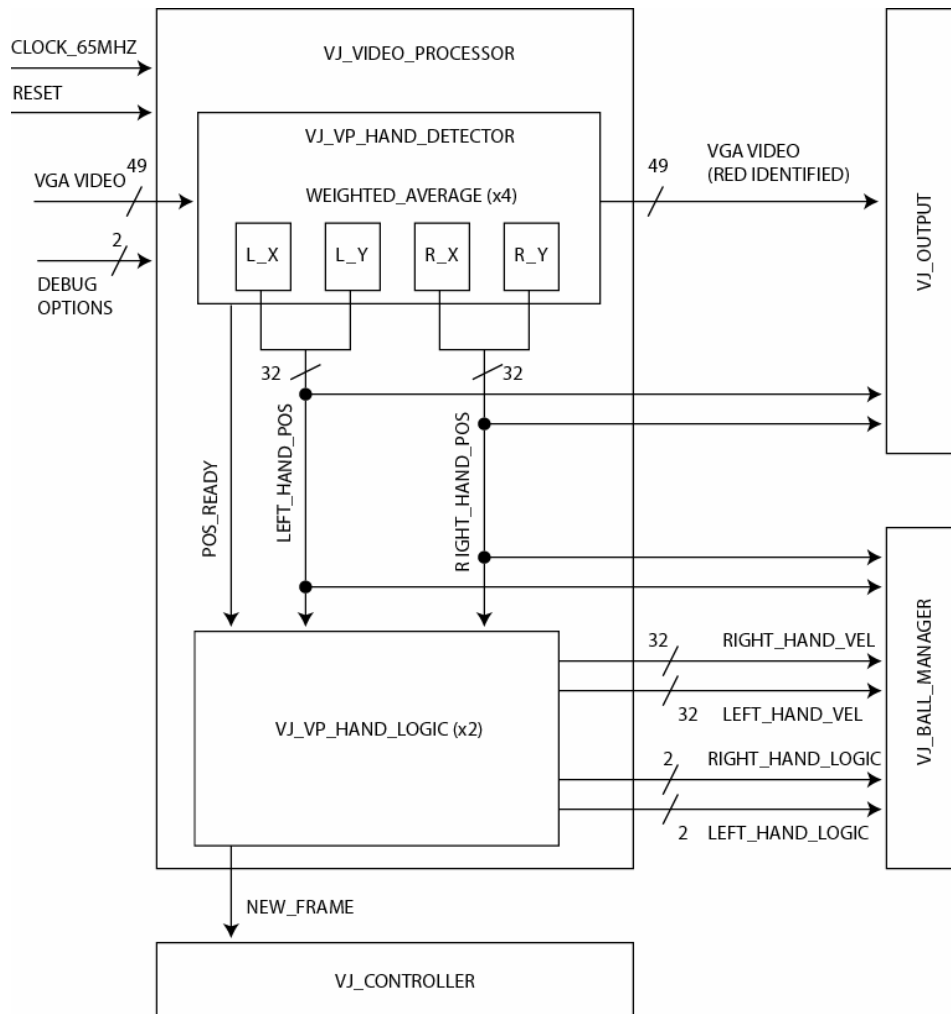 CLOCK_65MHZ
VJ_VIDEO_PROCESSOR
RESET
VJ_VP_HAND_DETECTOR
49
VGA VIDEO
WEIGHTED_AVERAGE (x4)
49
VGA VIDEO
(RED IDENTIFIED)
2
DEBUG
OPTIONS
L_X
L_Y
R_X
R_Y
VJ_OUTPUT
32
32
POS_READY
LEFT_HAND_POS
R IGHT_HAND_POS
32
RIGHT_HAND_VEL
32
LEFT_HAND_VEL
VJ_VP_HAND_LOGIC (x2)
2
RIGHT_HAND_LOGIC
2
LEFT_HAND_LOGIC
VJ_BALL_MANAGER
NEW_FRAME
VJ_CONTROLLER